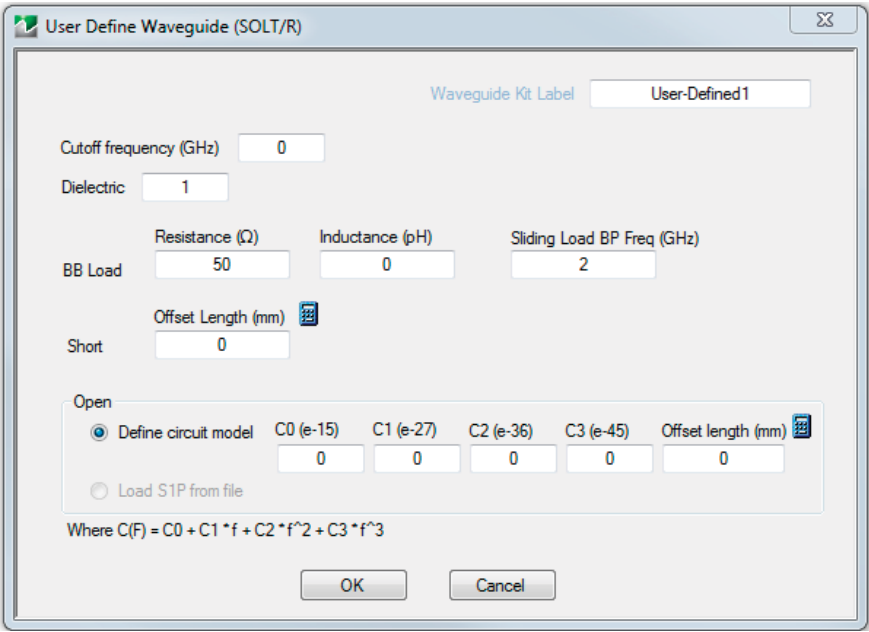 User Define Waveguide (SOLT/R)
Waveguide Kit Label User-Defined1
Cutoff frequency (GHz) 0
Dielectric 1
Resistance (Ω) Inductance (pH) Sliding Load BP Freq (GHz)
BB Load 50 0 2
Offset Length (mm)
Short 0
Open
Define circuit model C0 (e-15) C1 (e-27) C2 (e-36) C3 (e-45) Offset length (mm)
0 0 0 0 0
Load S1P from file
Where C(F) = C0 + C1 * f + C2 * f^2 + C3 * f^3
OK Cancel